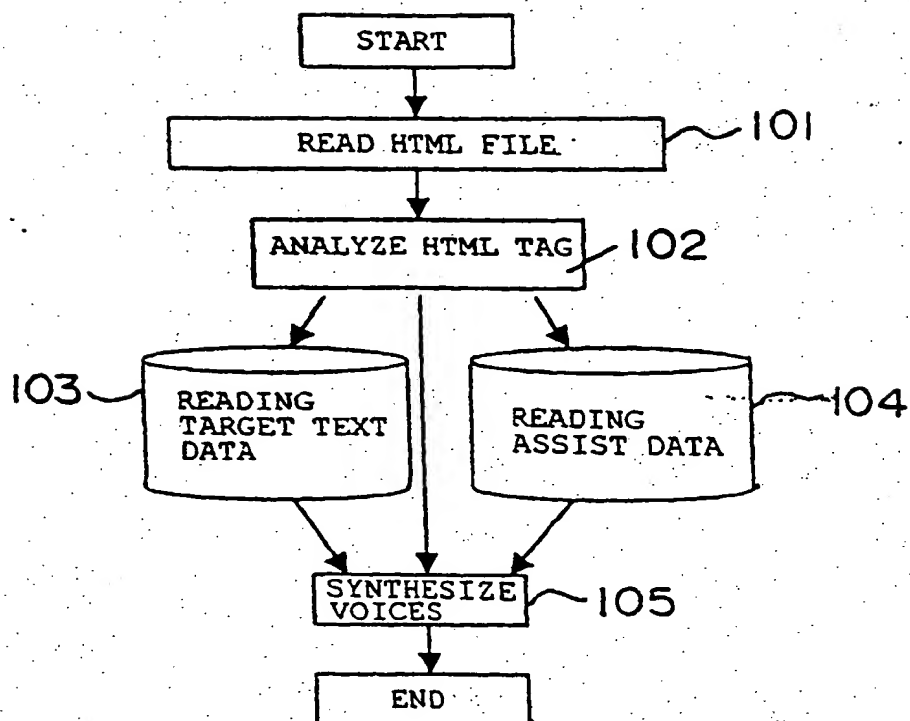 START
READ HTML FILE
101
ANALYZE HTML TAG
102
103
READING
TARGET TEXT
DATA
READING
ASSIST DATA
104
SYNTHESIZE
VOICES
105
END